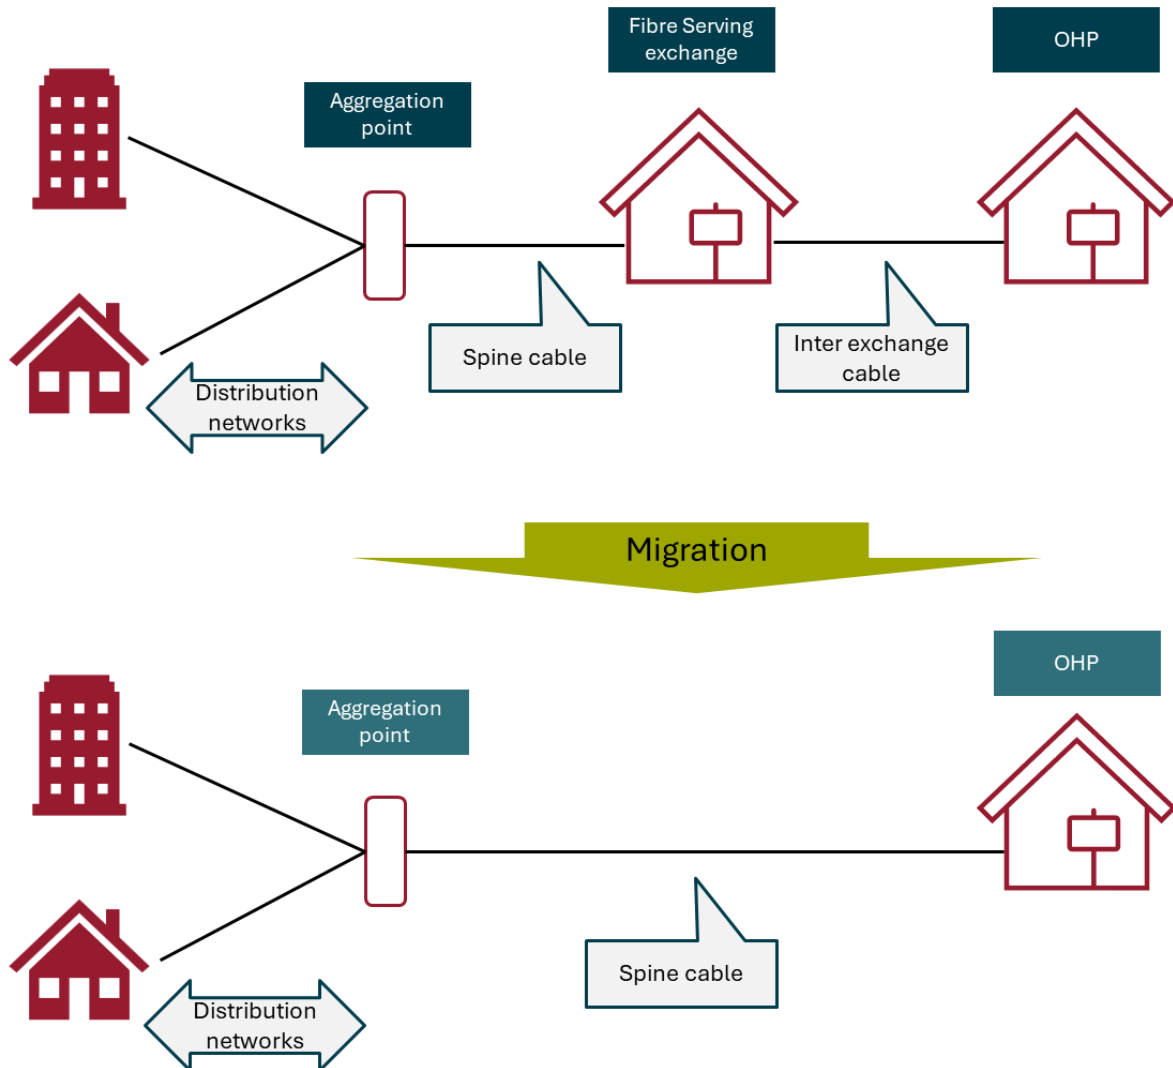 Fibre Serving
exchange
OHP
Aggregation
point
Spine cable
Inter exchange
cable
Distribution
networks
Migration
OHP
Aggregation
point
Spine cable
Distribution
networks